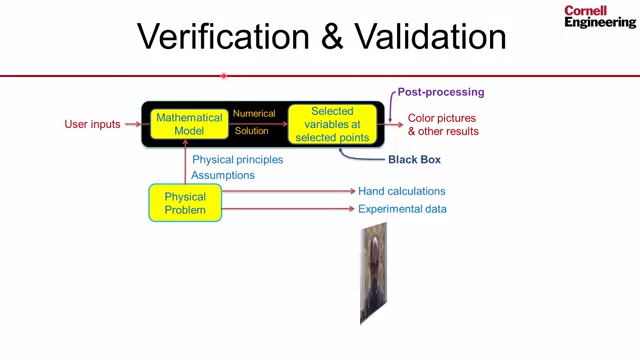 Cornell
Engineering
Verification & Validation
Post-processing
User inputs
Mathematical
Model
Numerical
Solution
Selected
variables at
selected points
Color pictures
& other results
Physical principles
Assumptions
Black Box
Physical
Problem
Hand calculations
Experimental data